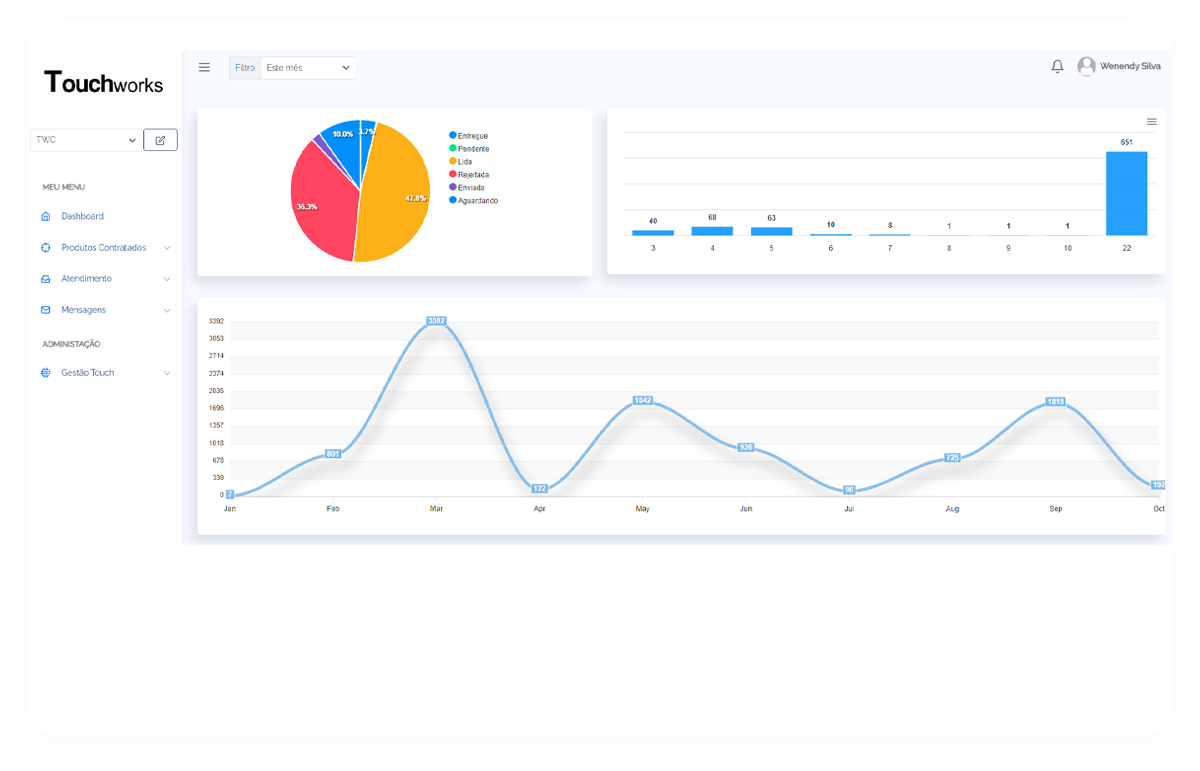 Touchworks
TWC
MEU MENU
Dashboard
Produtos Contratados
Atendimento
Mensagens
ADMINISTAÇÃO
Gestão Touch
Filtro Este mês
Wenendy Silva
10.0% 3.7%
47.8%
36.3%
Entregue
Pendente
Lida
Rejeitada
Enviada
Aguardando
40 68 63 10 8 1 1 1 651
3 4 5 6 7 8 9 10 22
3392
3053
2714
2374
2035
1696
1357
1018
678
339
0
7 801 3392 122 1842 926 96 725 1819 192
Jan Feb Mar Apr May Jun Jul Aug Sep Oct